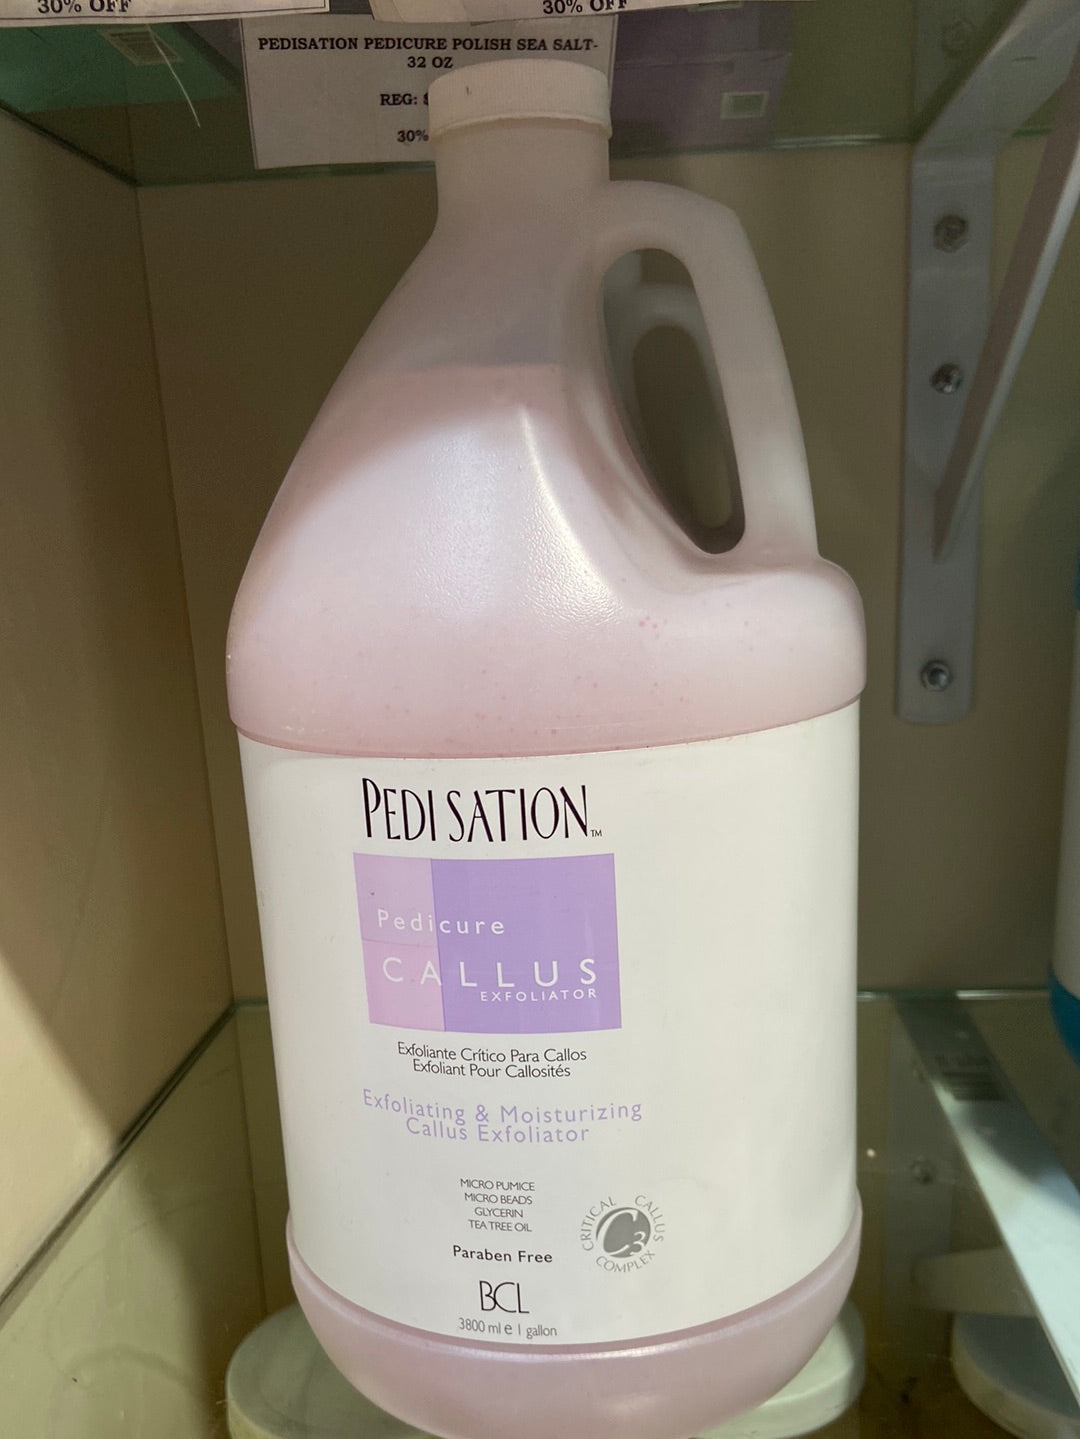 30% OFF
30% OFF
PEDISATION PEDICURE POLISH SEA SALT-
32 OZ
REG:
30%
PEDISATION™
Pedicure
CALLUS
EXFOLIATOR
Exfoliante Crítico Para Callos
Exfoliant Pour Callosités
Exfoliating & Moisturizing
Callus Exfoliator
MICRO PUMICE
MICRO BEADS
GLYCERIN
TEA TREE OIL
CRITICAL CALLUS COMPLEX
C3
Paraben Free
BCL
3800 ml e 1 gallon